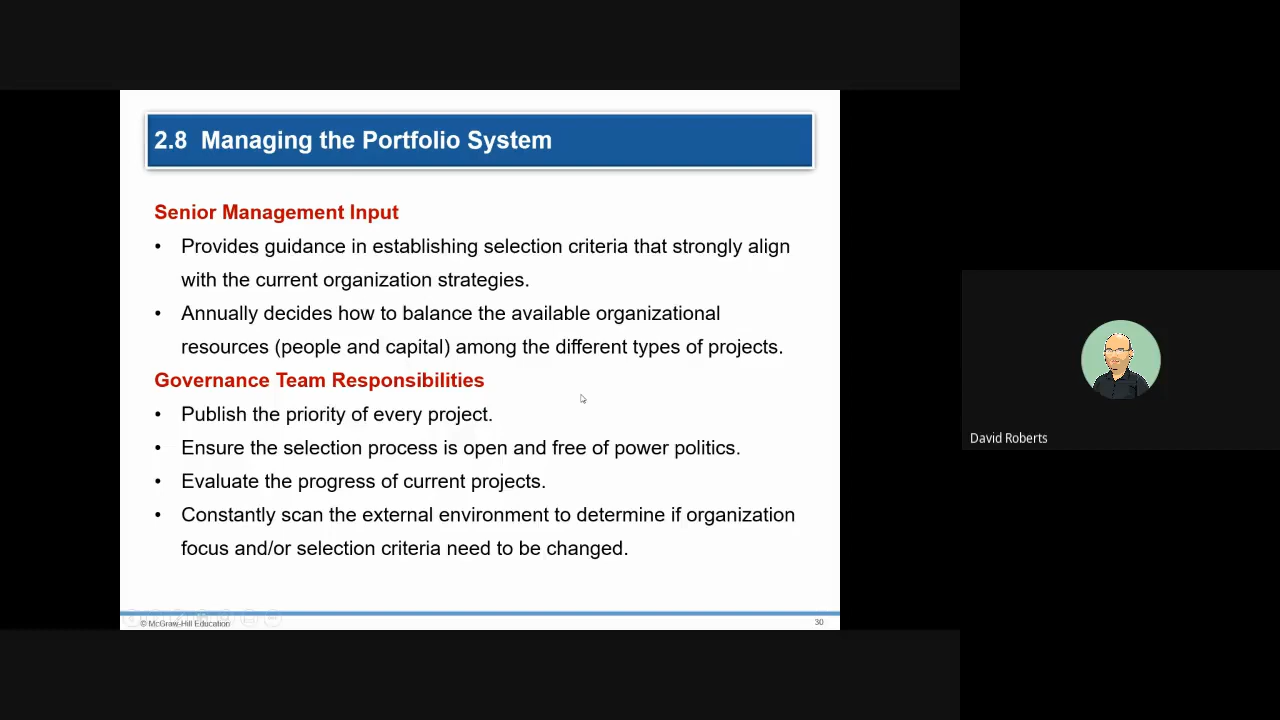 2.8 Managing the Portfolio System
Senior Management Input
• Provides guidance in establishing selection criteria that strongly align
with the current organization strategies.
• Annually decides how to balance the available organizational
resources (people and capital) among the different types of projects.
Governance Team Responsibilities
• Publish the priority of every project.
• Ensure the selection process is open and free of power politics.
• Evaluate the progress of current projects.
• Constantly scan the external environment to determine if organization
focus and/or selection criteria need to be changed.
© McGraw-Hill Education
30
David Roberts